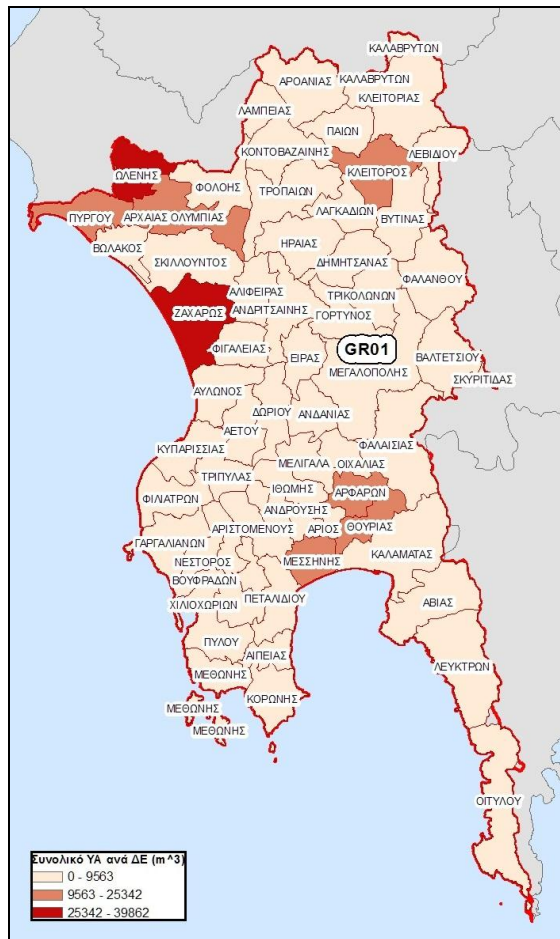 ΚΑΛΑΒΡΥΤΩΝ
ΑΡΟΑΝΙΑΣ
ΚΑΛΑΒΡΥΤΩΝ
ΚΛΕΙΤΟΡΙΑΣ
ΛΑΜΠΕΙΑΣ
ΠΑΙΩΝ
ΚΟΝΤΟΒΑΖΑΙΝΗΣ
ΛΕΒΙΔΙΟΥ
ΩΛΕΝΗΣ
ΚΛΕΙΤΟΡΟΣ
ΦΟΛΟΗΣ
ΤΡΟΠΑΙΩΝ
ΠΥΡΓΟΥ
ΑΡΧΑΙΑΣ ΟΛΥΜΠΙΑΣ
ΛΑΓΚΑΔΙΩΝ
ΒΥΤΙΝΑΣ
ΒΩΛΑΚΟΣ
ΗΡΑΙΑΣ
ΣΚΙΛΛΟΥΝΤΟΣ
ΔΗΜΗΤΣΑΝΑΣ
ΦΑΛΑΝΘΟΥ
ΑΛΙΦΕΙΡΑΣ
ΤΡΙΚΟΛΩΝΩΝ
ΖΑΧΑΡΩΣ
ΑΝΔΡΙΤΣΑΙΝΗΣ
ΓΟΡΤΥΝΟΣ
ΦΙΓΑΛΕΙΑΣ
GR01
ΕΙΡΑΣ
ΒΑΛΤΕΤΣΙΟΥ
ΜΕΓΑΛΟΠΟΛΗΣ
ΣΚΥΡΙΤΙΔΑΣ
ΑΥΛΩΝΟΣ
ΔΩΡΙΟΥ
ΑΝΔΑΝΙΑΣ
ΑΕΤΟΥ
ΚΥΠΑΡΙΣΣΙΑΣ
ΦΑΛΑΙΣΙΑΣ
ΜΕΛΙΓΑΛΑ
ΟΙΧΑΛΙΑΣ
ΤΡΙΠΥΛΑΣ
ΙΘΩΜΗΣ
ΑΡΦΑΡΩΝ
ΦΙΛΙΑΤΡΩΝ
ΑΝΔΡΟΥΣΗΣ
ΑΡΙΣΤΟΜΕΝΟΥΣ
ΑΡΙΟΣ
ΘΟΥΡΙΑΣ
ΓΑΡΓΑΛΙΑΝΩΝ
ΚΑΛΑΜΑΤΑΣ
ΝΕΣΤΟΡΟΣ
ΜΕΣΣΗΝΗΣ
ΒΟΥΦΡΑΔΩΝ
ΠΕΤΑΛΙΔΙΟΥ
ΧΙΛΙΟΧΩΡΙΩΝ
ΑΒΙΑΣ
ΠΥΛΟΥ
ΑΙΠΕΙΑΣ
ΛΕΥΚΤΡΩΝ
ΜΕΘΩΝΗΣ
ΚΟΡΩΝΗΣ
ΜΕΘΩΝΗΣ
ΜΕΘΩΝΗΣ
ΟΙΤΥΛΟΥ
Συνολικό ΥΑ ανά ΔΕ (m^3)
0 - 9563
9563 - 25342
25342 - 39862